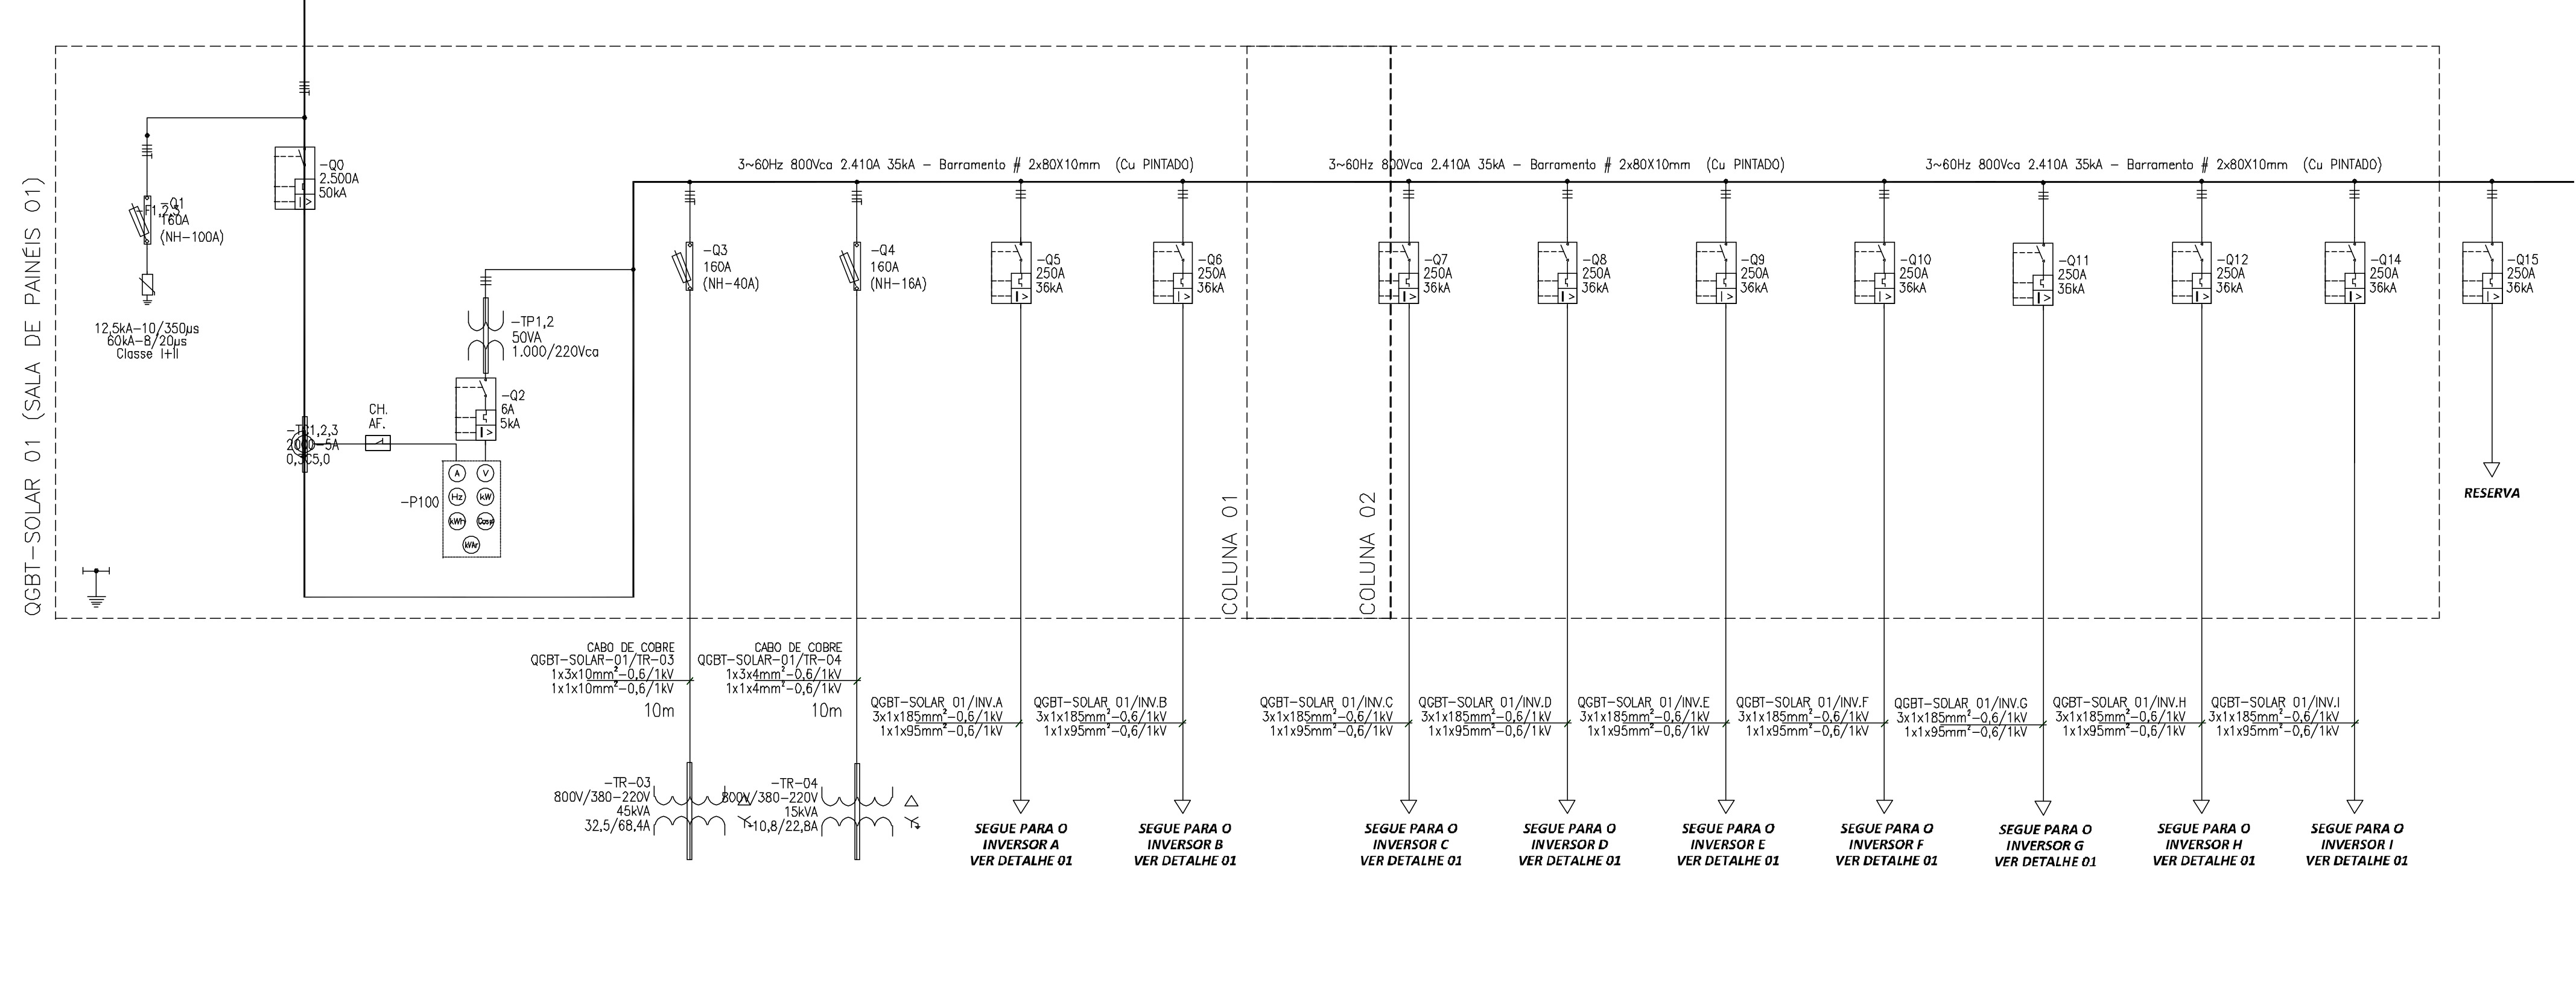 QGBT-SOLAR 01 (SALA DE PAINÉIS 01)
-Q1
-F1,2,3
160A
(NH-100A)
12,5kA-10/350µs
60kA-8/20µs
Classe I+II
-Q0
2.500A
50kA
-TP1,2
50VA
1.000/220Vca
-Q2
6A
5kA
CH.
AF.
-TC1,2,3
2000-5A
0,3C5,0
-P100
A
V
Hz
kW
kWh
Cosφ
kVAr
3~60Hz 800Vca 2.410A 35kA - Barramento # 2x80X10mm (Cu PINTADO)
3~60Hz 800Vca 2.410A 35kA - Barramento # 2x80X10mm (Cu PINTADO)
3~60Hz 800Vca 2.410A 35kA - Barramento # 2x80X10mm (Cu PINTADO)
-Q3
160A
(NH-40A)
-Q4
160A
(NH-16A)
-Q5
250A
36kA
-Q6
250A
36kA
-Q7
250A
36kA
-Q8
250A
36kA
-Q9
250A
36kA
-Q10
250A
36kA
-Q11
250A
36kA
-Q12
250A
36kA
-Q14
250A
36kA
-Q15
250A
36kA
COLUNA 01
COLUNA 02
RESERVA
CABO DE COBRE
QGBT-SOLAR-01/TR-03
1x3x10mm²-0,6/1kV
1x1x10mm²-0,6/1kV
10m
CABO DE COBRE
QGBT-SOLAR-01/TR-04
1x3x4mm²-0,6/1kV
1x1x4mm²-0,6/1kV
10m
QGBT-SOLAR 01/INV.A
3x1x185mm²-0,6/1kV
1x1x95mm²-0,6/1kV
QGBT-SOLAR 01/INV.B
3x1x185mm²-0,6/1kV
1x1x95mm²-0,6/1kV
QGBT-SOLAR 01/INV.C
3x1x185mm²-0,6/1kV
1x1x95mm²-0,6/1kV
QGBT-SOLAR 01/INV.D
3x1x185mm²-0,6/1kV
1x1x95mm²-0,6/1kV
QGBT-SOLAR 01/INV.E
3x1x185mm²-0,6/1kV
1x1x95mm²-0,6/1kV
QGBT-SOLAR 01/INV.F
3x1x185mm²-0,6/1kV
1x1x95mm²-0,6/1kV
QGBT-SOLAR 01/INV.G
3x1x185mm²-0,6/1kV
1x1x95mm²-0,6/1kV
QGBT-SOLAR 01/INV.H
3x1x185mm²-0,6/1kV
1x1x95mm²-0,6/1kV
QGBT-SOLAR 01/INV.I
3x1x185mm²-0,6/1kV
1x1x95mm²-0,6/1kV
-TR-03
800V/380-220V
45kVA
32,5/68,4A
-TR-04
800V/380-220V
15kVA
10,8/22,8A
SEGUE PARA O
INVERSOR A
VER DETALHE 01
SEGUE PARA O
INVERSOR B
VER DETALHE 01
SEGUE PARA O
INVERSOR C
VER DETALHE 01
SEGUE PARA O
INVERSOR D
VER DETALHE 01
SEGUE PARA O
INVERSOR E
VER DETALHE 01
SEGUE PARA O
INVERSOR F
VER DETALHE 01
SEGUE PARA O
INVERSOR G
VER DETALHE 01
SEGUE PARA O
INVERSOR H
VER DETALHE 01
SEGUE PARA O
INVERSOR I
VER DETALHE 01